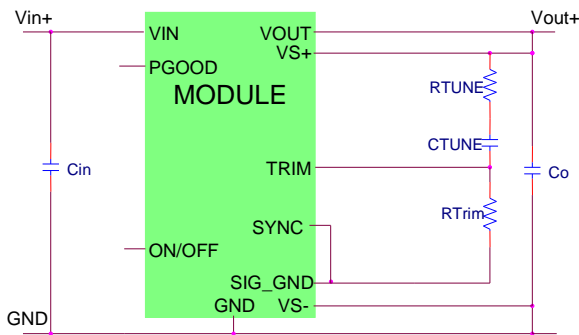 Vin+
Vout+
VIN
VOUT
VS+
PGOOD
RTUNE
MODULE
CTUNE
TRIM
Cin
Co
RTrim
SYNC
ON/OFF
SIG_GND
GND
VS-
GND